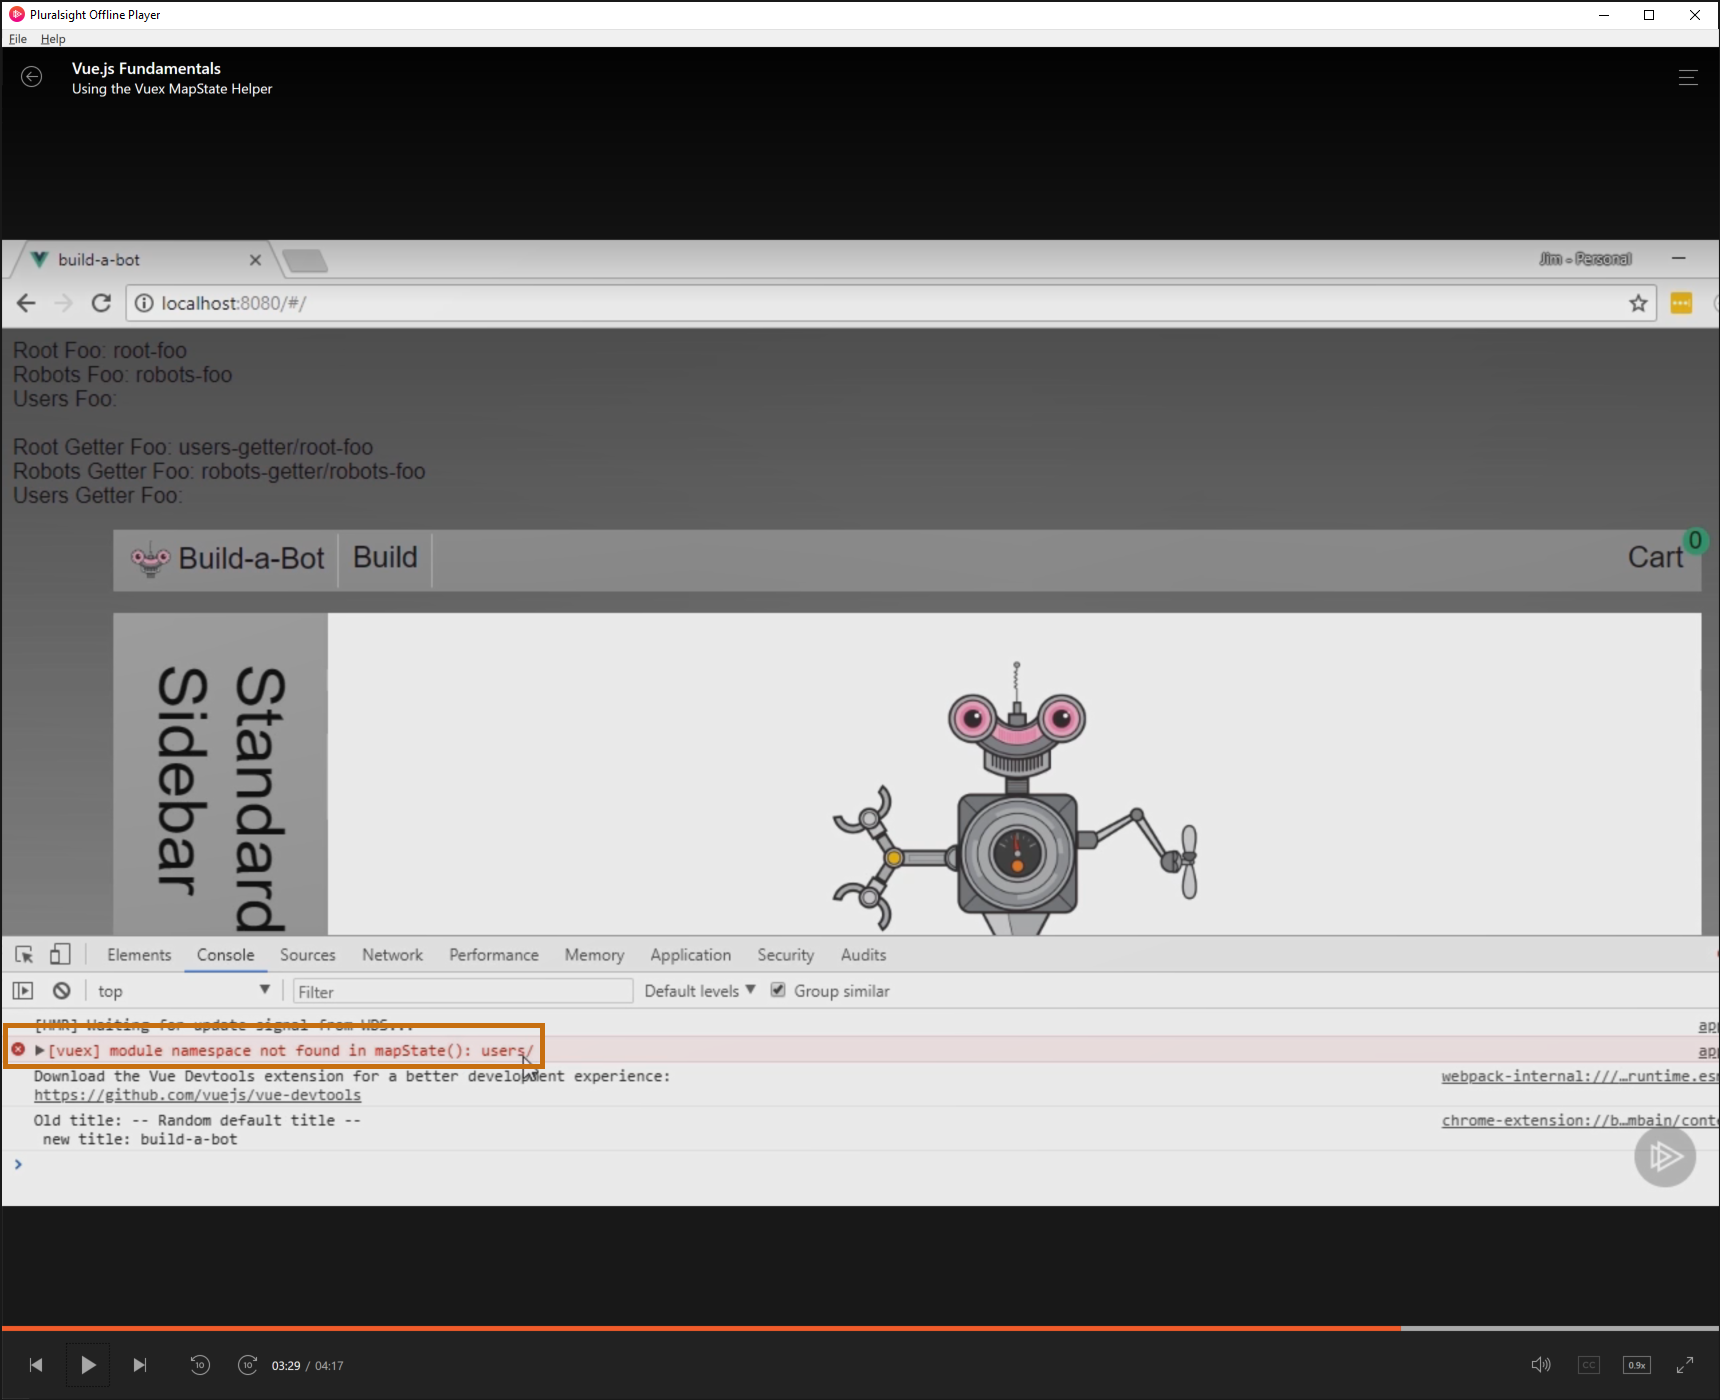 Pluralsight Offline Player
File Help
Vue.js Fundamentals
Using the Vuex MapState Helper
build-a-bot
Jim - Personal
localhost:8080/#/
Root Foo: root-foo
Robots Foo: robots-foo
Users Foo:
Root Getter Foo: users-getter/root-foo
Robots Getter Foo: robots-getter/robots-foo
Users Getter Foo:
Build-a-Bot Build Cart 0
Standard
Sidebar
Elements Console Sources Network Performance Memory Application Security Audits
top Filter Default levels Group similar
[HMR] Waiting for update signal from WDS... app
[vuex] module namespace not found in mapState(): users/ app
Download the Vue Devtools extension for a better development experience: webpack-internal:///…runtime.esm
https://github.com/vuejs/vue-devtools
Old title: -- Random default title -- chrome-extension://b…mbain/conte
new title: build-a-bot
10 10 03:29 / 04:17 CC 0.9x